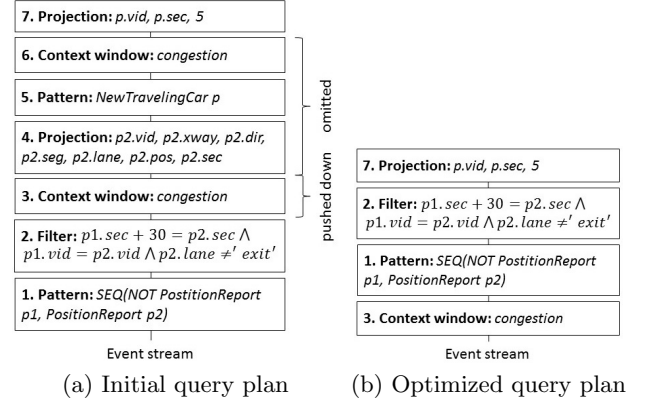 7. Projection: p.vid, p.sec, 5
6. Context window: congestion
5. Pattern: NewTravelingCar p
4. Projection: p2.vid, p2.xway, p2.dir,
p2.seg, p2.lane, p2.pos, p2.sec
3. Context window: congestion
2. Filter: p1.sec + 30 = p2.sec ∧
p1.vid = p2.vid ∧ p2.lane ≠′ exit′
1. Pattern: SEQ(NOT PostitionReport
p1, PositionReport p2)
Event stream
(a) Initial query plan
omitted
pushed down
7. Projection: p.vid, p.sec, 5
2. Filter: p1.sec + 30 = p2.sec ∧
p1.vid = p2.vid ∧ p2.lane ≠′ exit′
1. Pattern: SEQ(NOT PostitionReport
p1, PositionReport p2)
3. Context window: congestion
Event stream
(b) Optimized query plan